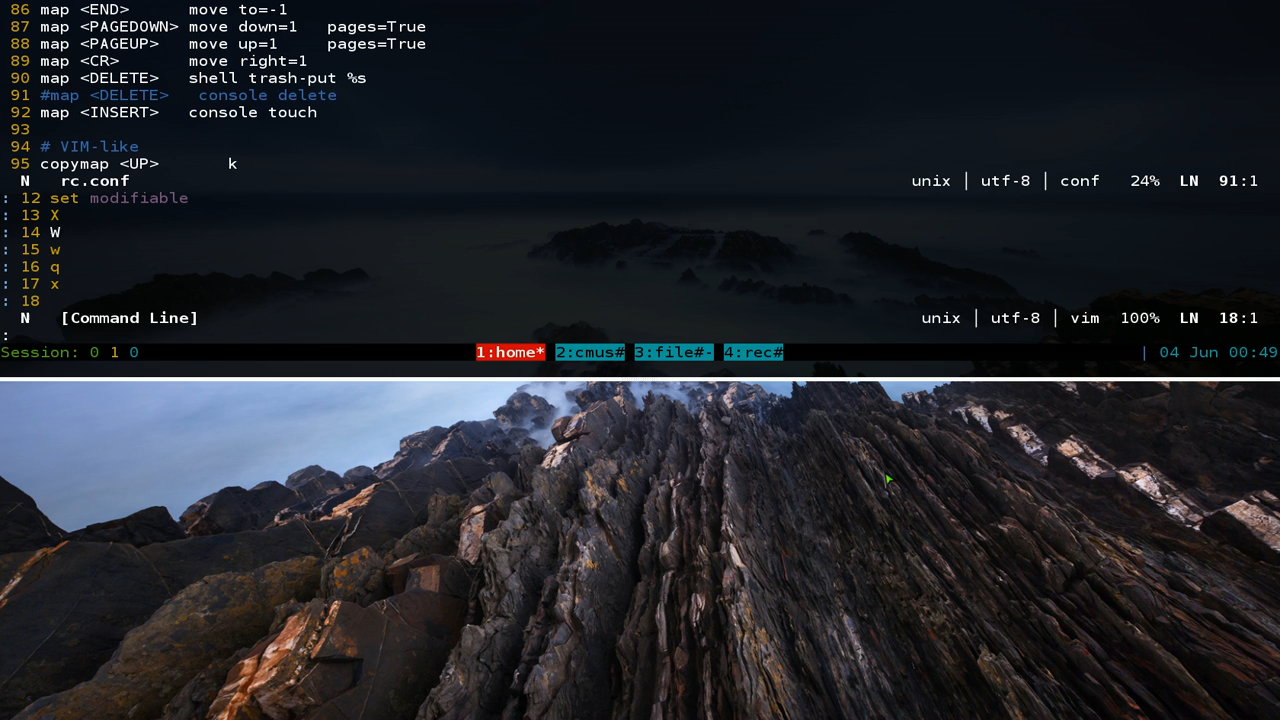 86 map <END>      move to=-1
87 map <PAGEDOWN> move down=1   pages=True
88 map <PAGEUP>   move up=1     pages=True
89 map <CR>       move right=1
90 map <DELETE>   shell trash-put %s
91 #map <DELETE>   console delete
92 map <INSERT>   console touch
93
94 # VIM-like
95 copymap <UP>       k
N   rc.conf   unix | utf-8 | conf   24%  LN  91:1
: 12 set modifiable
: 13 X
: 14 W
: 15 w
: 16 q
: 17 x
: 18
N   [Command Line]   unix | utf-8 | vim  100%  LN  18:1
:
Session: 0 1 0   1:home* 2:cmus# 3:file#- 4:rec#   | 04 Jun 00:49